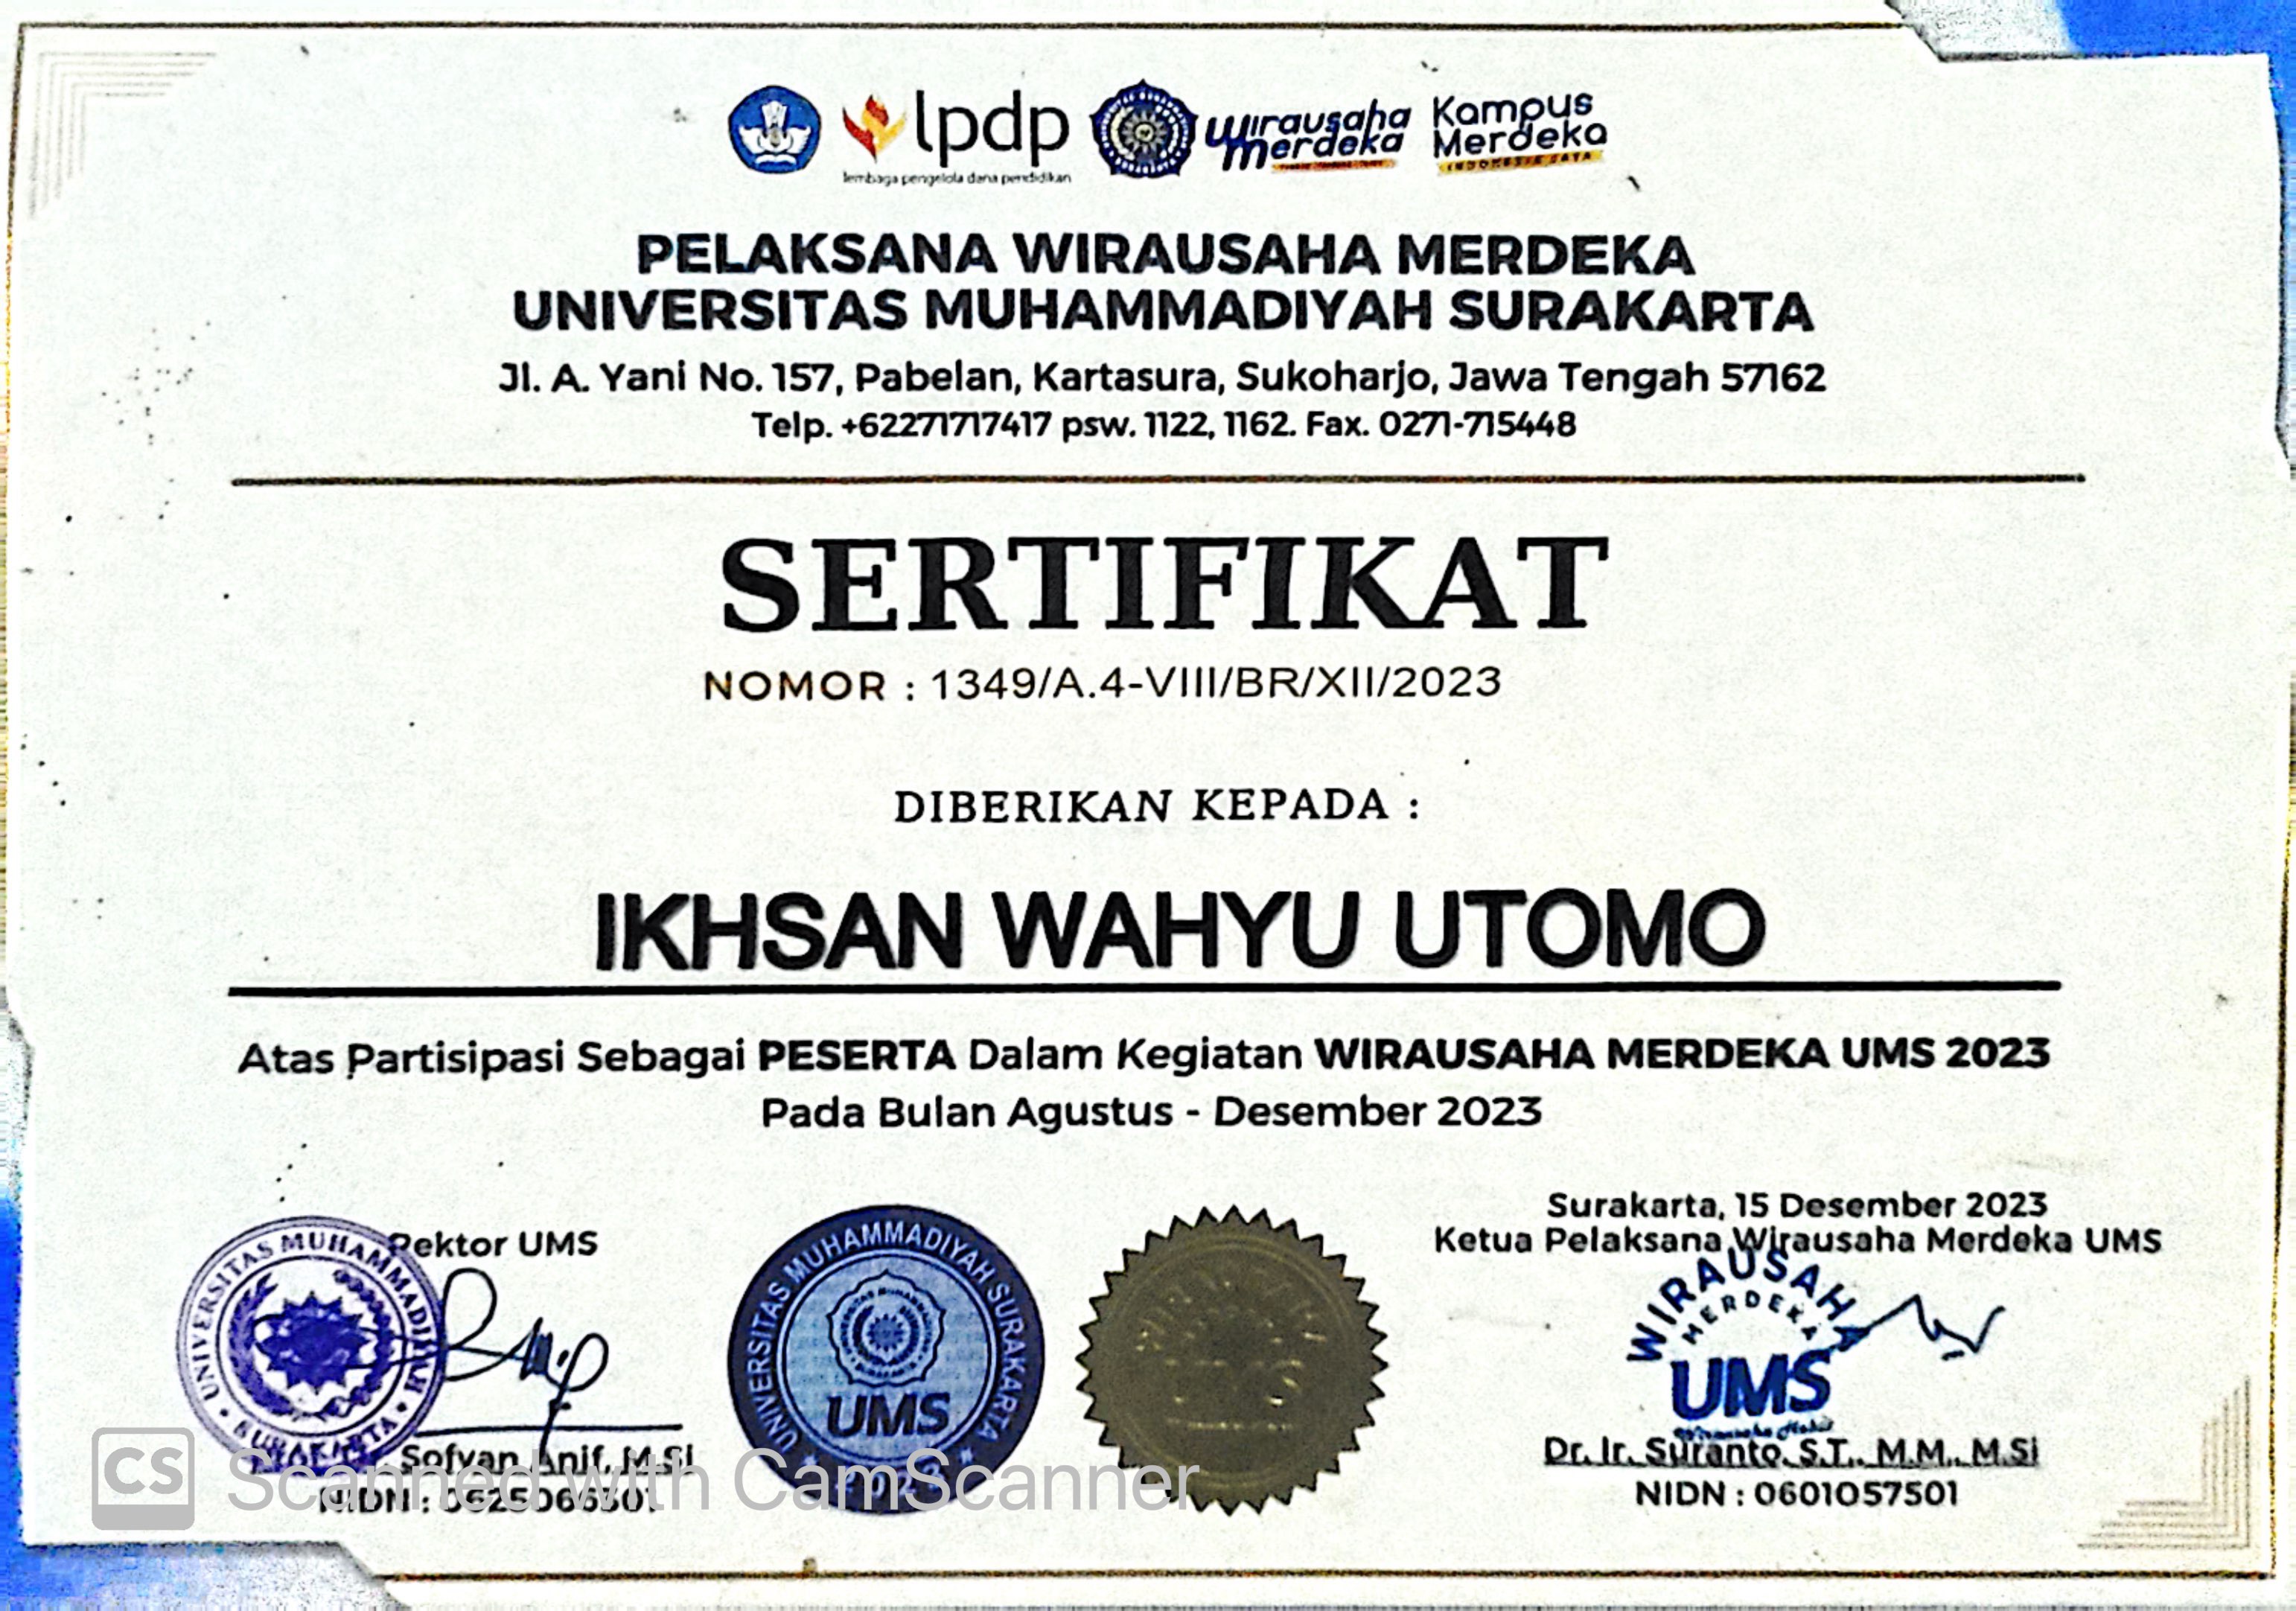 lpdp
lembaga pengelola dana pendidikan
Wirausaha
merdeka
Kampus
Merdeka
INDONESIA JAYA
PELAKSANA WIRAUSAHA MERDEKA
UNIVERSITAS MUHAMMADIYAH SURAKARTA
Jl. A. Yani No. 157, Pabelan, Kartasura, Sukoharjo, Jawa Tengah 57162
Telp. +62271717417 psw. 1122, 1162. Fax. 0271-715448
SERTIFIKAT
NOMOR : 1349/A.4-VIII/BR/XII/2023
DIBERIKAN KEPADA :
IKHSAN WAHYU UTOMO
Atas Partisipasi Sebagai PESERTA Dalam Kegiatan WIRAUSAHA MERDEKA UMS 2023
Pada Bulan Agustus - Desember 2023
Surakarta, 15 Desember 2023
Rektor UMS
Ketua Pelaksana Wirausaha Merdeka UMS
UNIVERSITAS MUHAMMADIYAH
SURAKARTA
UNIVERSITAS MUHAMMADIYAH SURAKARTA
UMS
WIRAUSAHA
MERDEKA
UMS
Sofyan Anif, M.Si
NIDN :
Dr. Ir. Suranto, S.T., M.M., M.Si
NIDN : 0601057501
CS Scanned with CamScanner